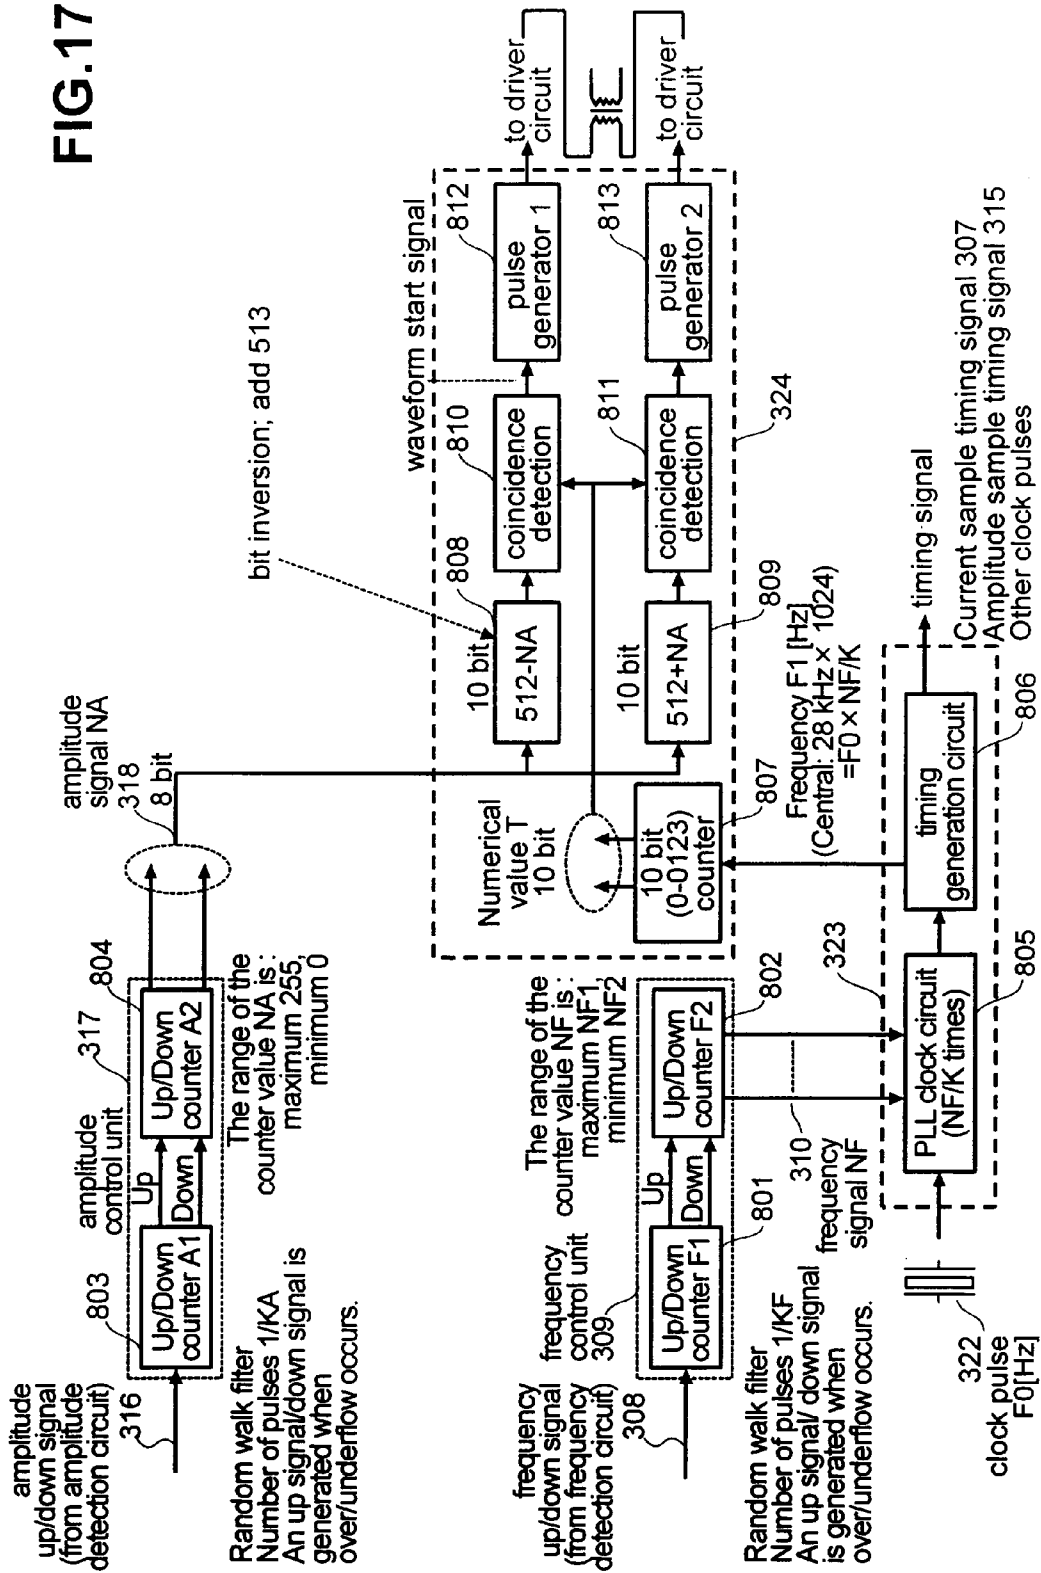 FIG.17
amplitude
up/down signal
(from amplitude
detection circuit)
316
803
Up/Down
counter A1
Up
Down
amplitude
control unit
317
804
Up/Down
counter A2
Random walk filter
Number of pulses 1/KA
An up signal/down signal is
generated when
over/underflow occurs.
The range of the
counter value NA is :
maximum 255,
minimum 0
amplitude
signal NA
318
8 bit
bit inversion; add 513
10 bit
808
512-NA
10 bit
512+NA
809
810
coincidence
detection
811
coincidence
detection
waveform start signal
812
pulse
generator 1
813
pulse
generator 2
to driver
circuit
to driver
circuit
324
Numerical
value T
10 bit
10 bit
(0-0123)
counter
807
Frequency F1 [Hz]
(Central: 28 kHz × 1024)
=F0 × NF/K
frequency
up/down signal
(from frequency
detection circuit)
308
frequency
control unit
309
Up/Down
counter F1
801
Up
Down
Up/Down
counter F2
802
The range of the
counter value NF is :
maximum NF1,
minimum NF2
Random walk filter
Number of pulses 1/KF
An up signal/ down signal
is generated when
over/underflow occurs.
310
frequency
signal NF
323
322
clock pulse
F0[Hz]
PLL clock circuit
(NF/K times)
805
timing
generation circuit
806
timing signal
Current sample timing signal 307
Amplitude sample timing signal 315
Other clock pulses